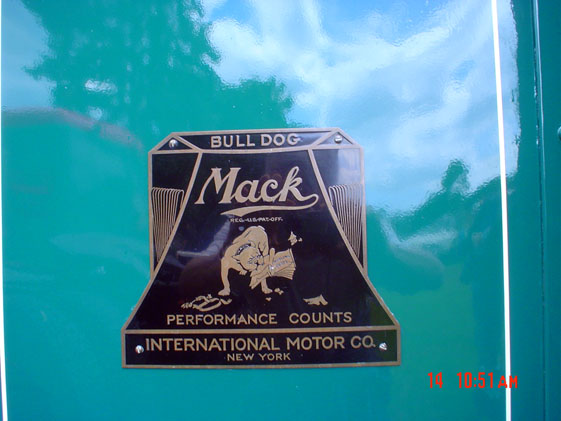 BULL DOG
Mack
REG.-U.S.-PAT.-OFF.
PERFORMANCE COUNTS
INTERNATIONAL MOTOR CO.
NEW YORK
14 10:51 AM